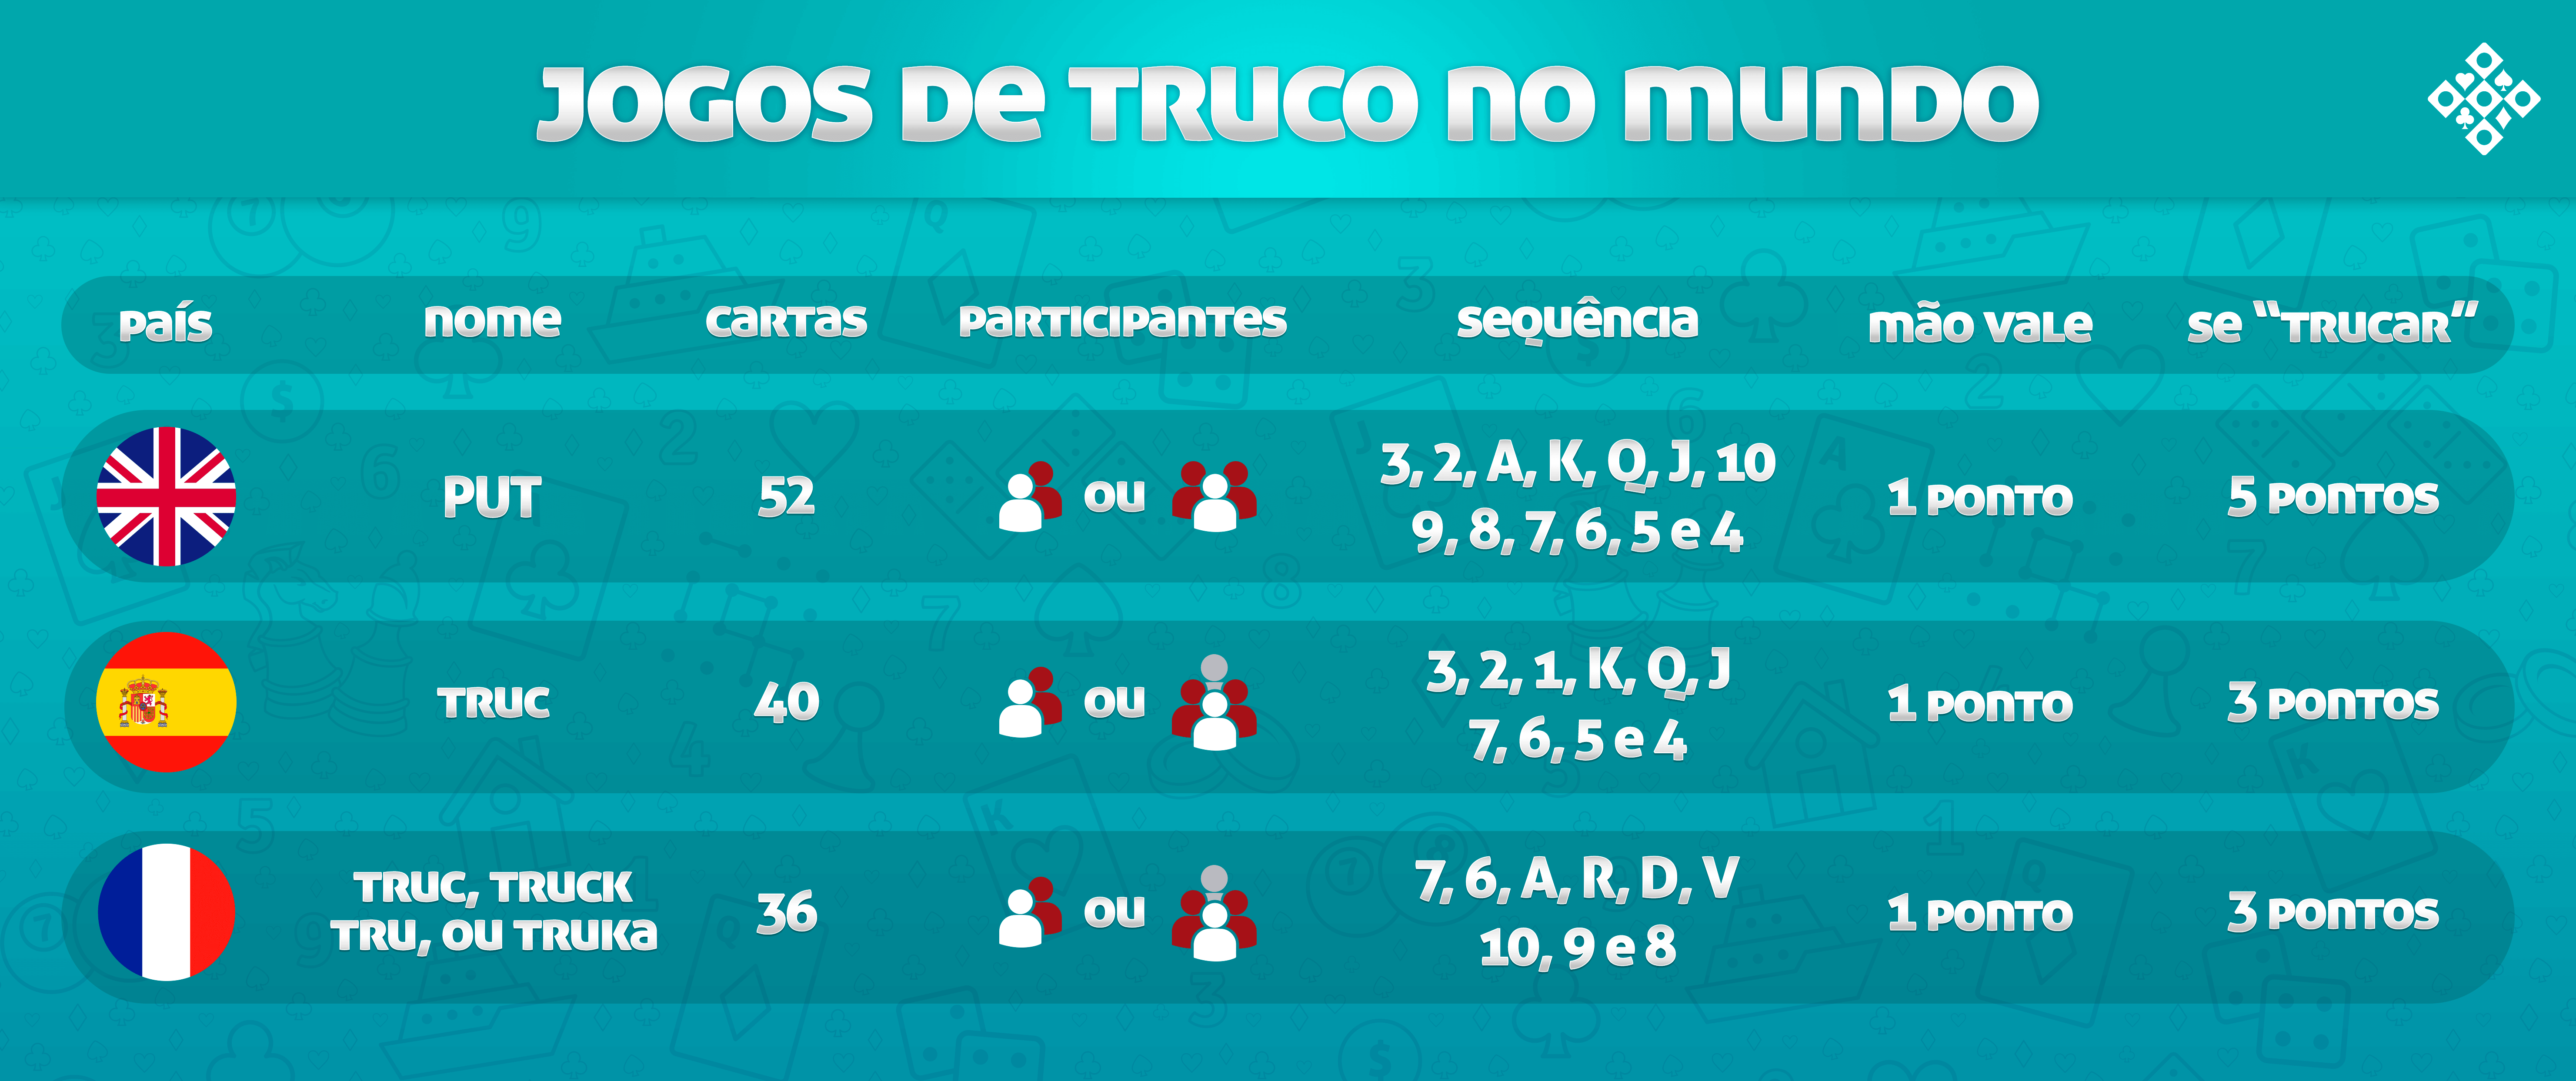 JOGOS DE TRUCO NO MUNDO
país nome cartas participantes sequência mão vale se “trucar”
PUT 52 ou 3, 2, A, K, Q, J, 10 1 ponto 5 pontos
9, 8, 7, 6, 5 e 4
truc 40 ou 3, 2, 1, K, Q, J 1 ponto 3 pontos
7, 6, 5 e 4
truc, truck 36 ou 7, 6, A, R, D, V 1 ponto 3 pontos
tru, ou truka 10, 9 e 8